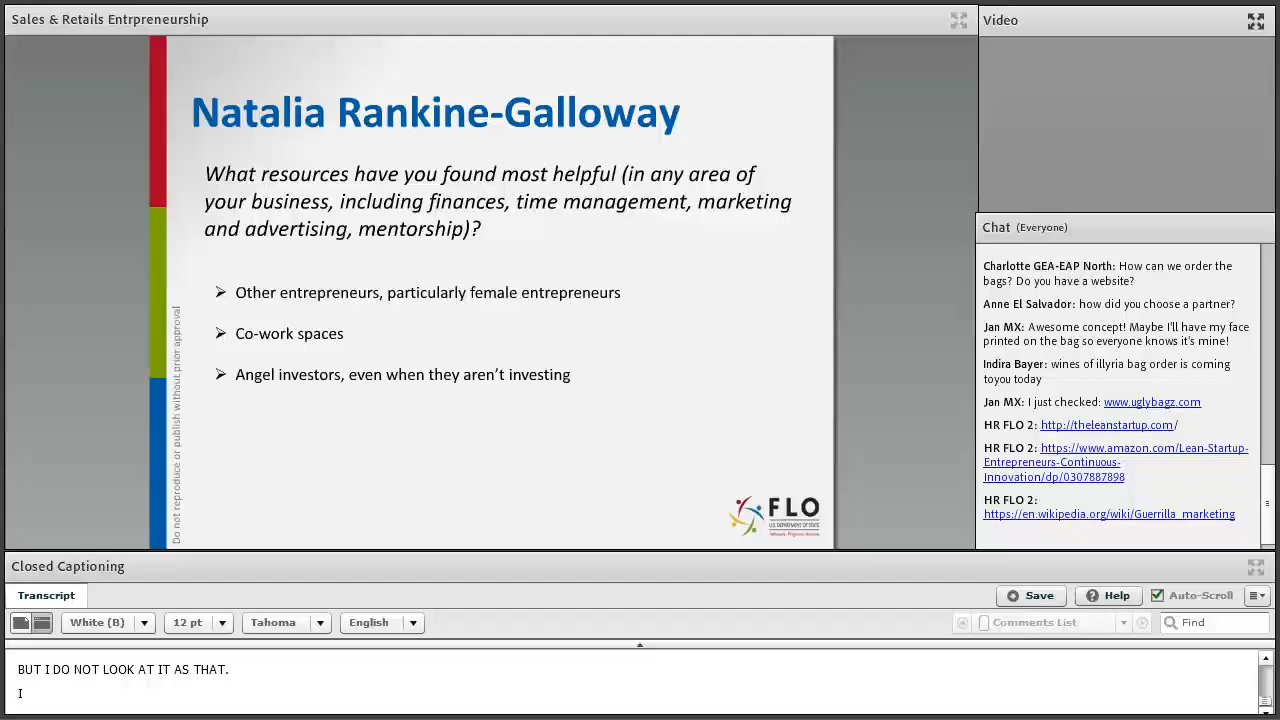 Sales & Retails Entrpreneurship
Natalia Rankine-Galloway
What resources have you found most helpful (in any area of
your business, including finances, time management, marketing
and advertising, mentorship)?
Other entrepreneurs, particularly female entrepreneurs
Co-work spaces
Angel investors, even when they aren't investing
Do not reproduce or publish without prior approval
FLO
U.S. DEPARTMENT OF STATE
Video
Chat (Everyone)
Charlotte GEA-EAP North: How can we order the
bags? Do you have a website?
Anne El Salvador: how did you choose a partner?
Jan MX: Awesome concept! Maybe I'll have my face
printed on the bag so everyone knows it's mine!
Indira Bayer: wines of illyria bag order is coming
toyou today
Jan MX: I just checked: www.uglybagz.com
HR FLO 2: http://theleanstartup.com/
HR FLO 2: https://www.amazon.com/Lean-Startup-
Entrepreneurs-Continuous-
Innovation/dp/0307887898
HR FLO 2:
https://en.wikipedia.org/wiki/Guerrilla_marketing
Closed Captioning
Transcript
Save
Help
Auto-Scroll
White (B)
12 pt
Tahoma
English
Comments List
Find
BUT I DO NOT LOOK AT IT AS THAT.
I